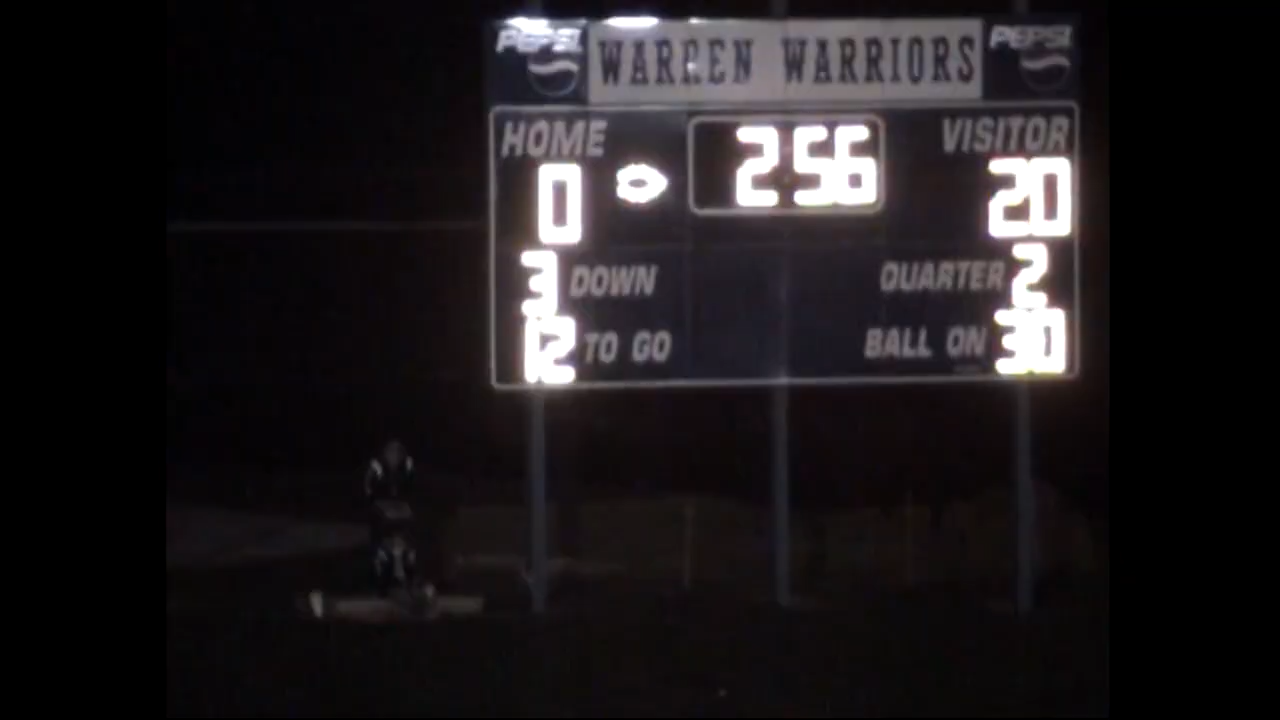 PEPSI WARREN WARRIORS PEPSI
HOME 2 56 VISITOR
0 20
3 DOWN QUARTER 2
12 TO GO BALL ON 30